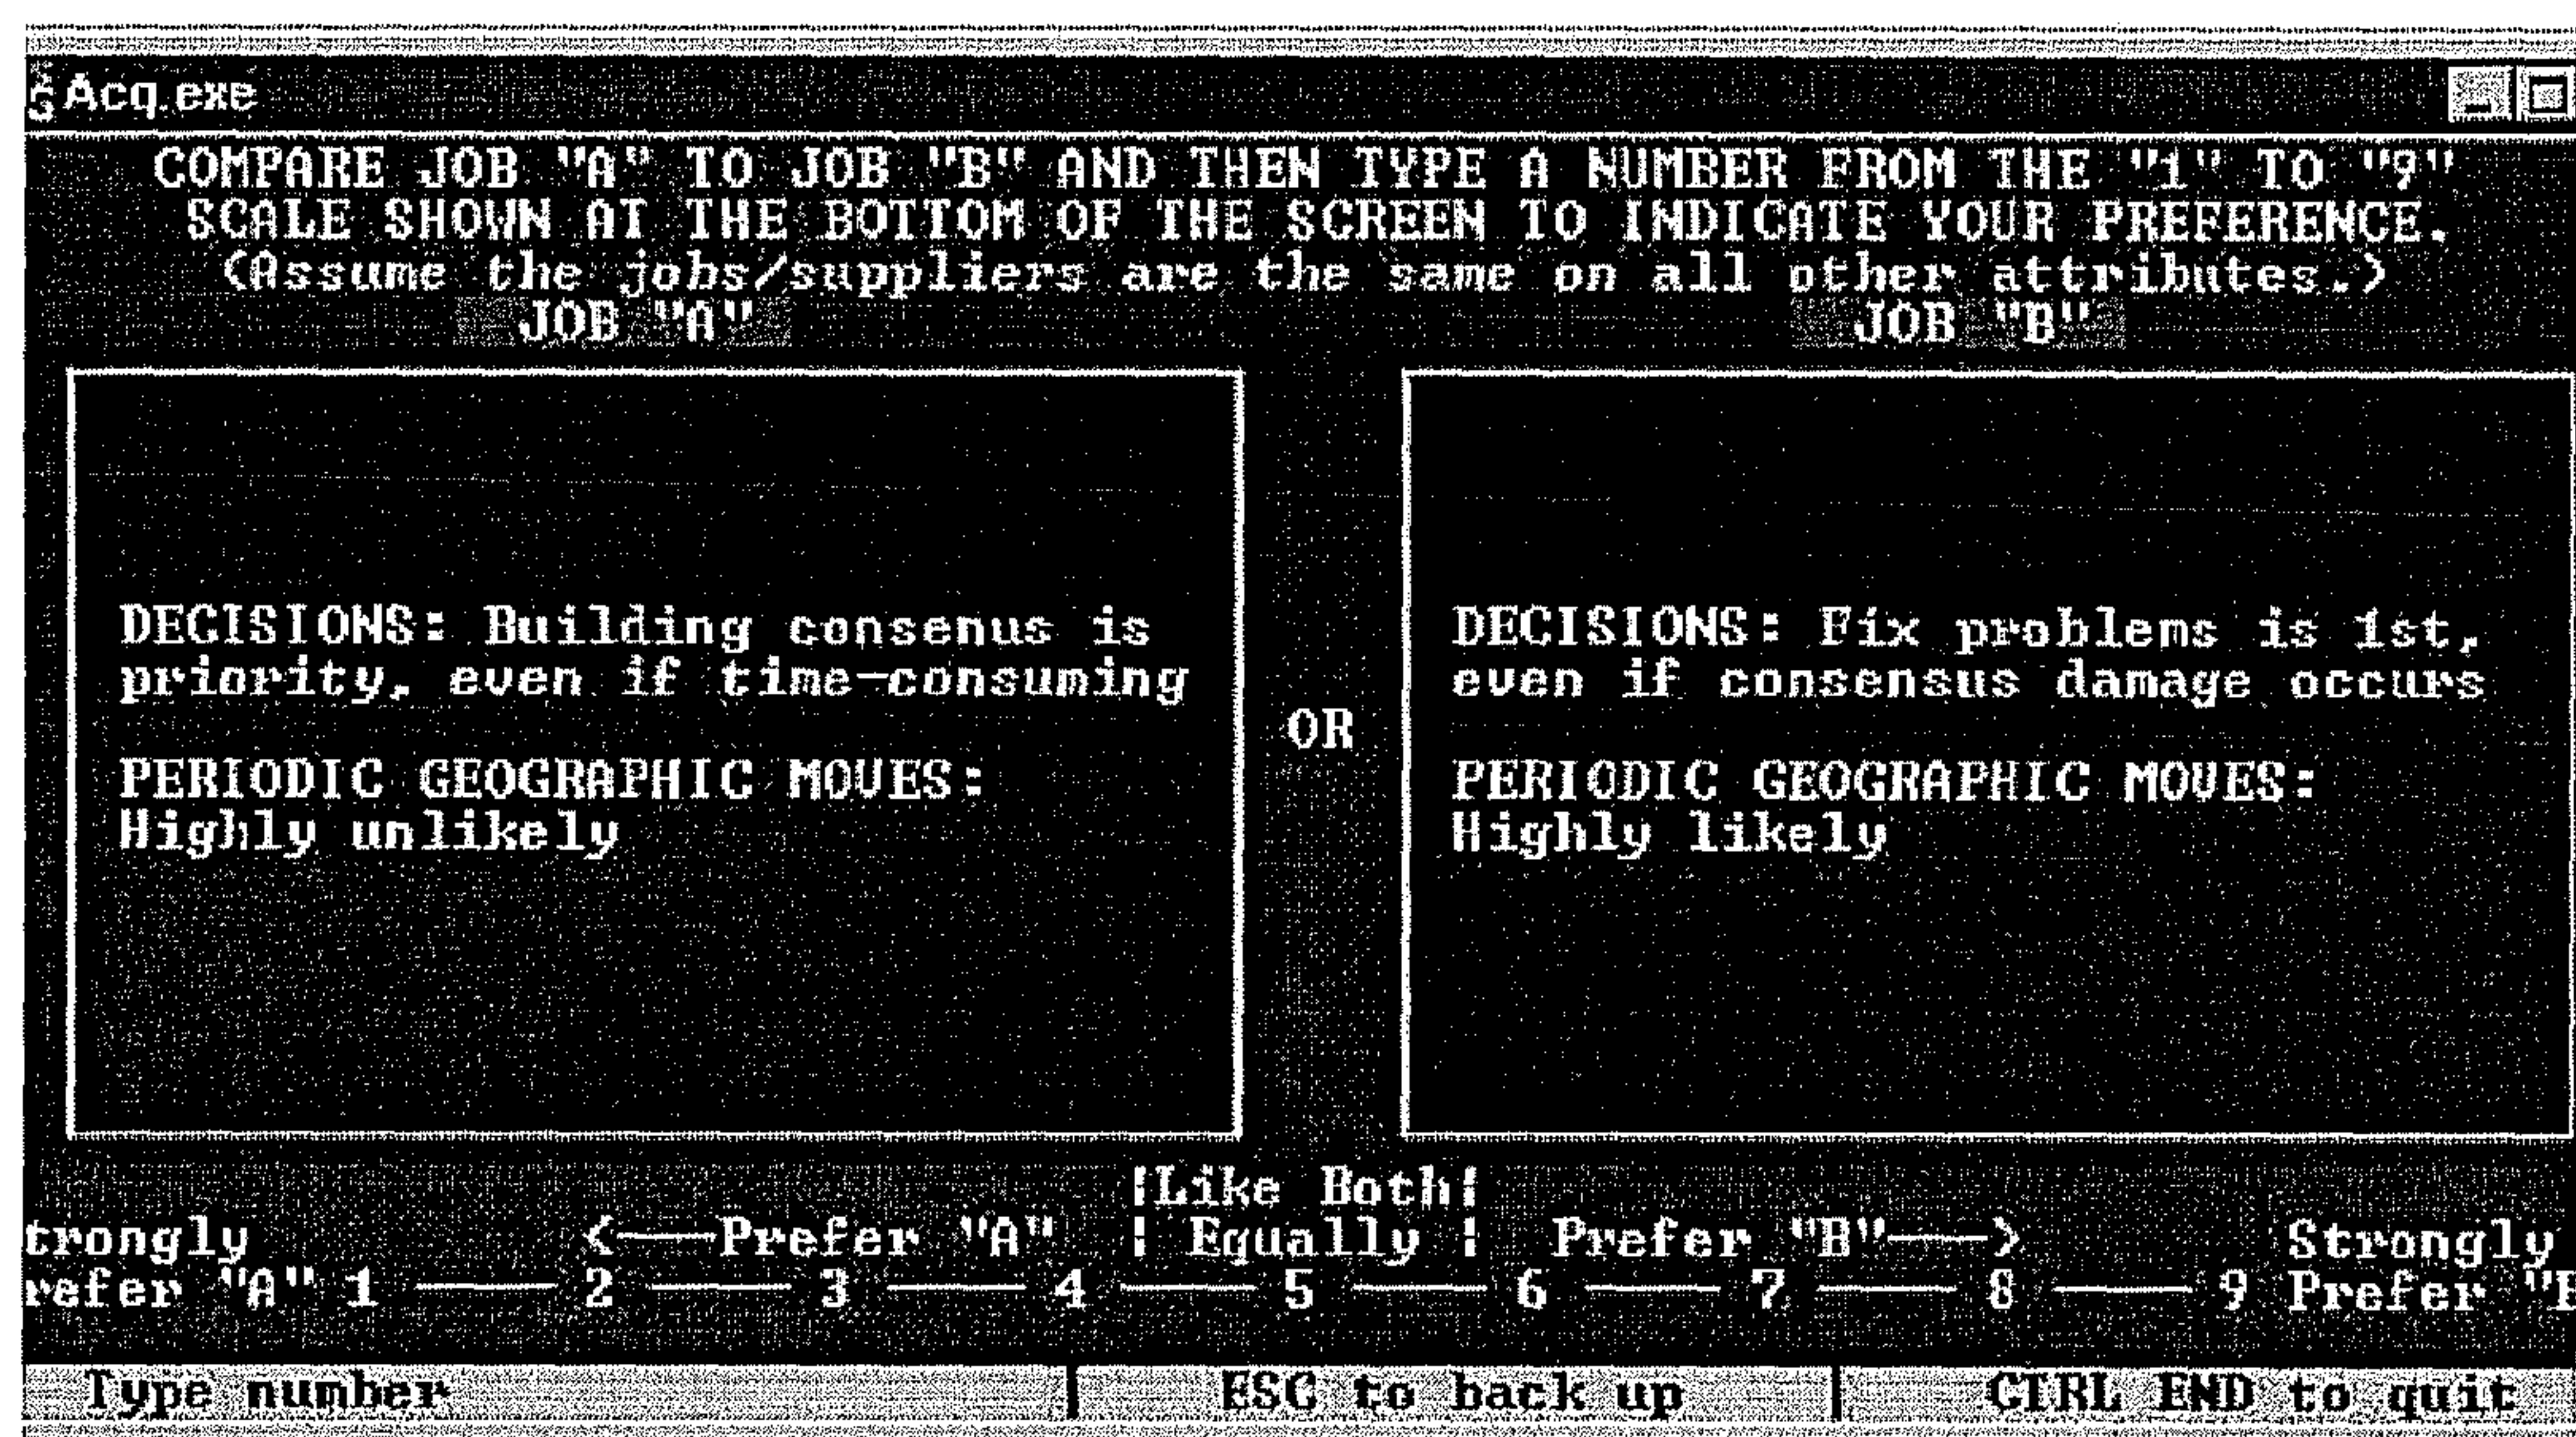 Acq.exe
COMPARE JOB "A" TO JOB "B" AND THEN TYPE A NUMBER FROM THE "1" TO "9"
SCALE SHOWN AT THE BOTTOM OF THE SCREEN TO INDICATE YOUR PREFERENCE.
(Assume the jobs/suppliers are the same on all other attributes.)
JOB "A"
JOB "B"
DECISIONS: Building consenus is
priority, even if time-consuming
PERIODIC GEOGRAPHIC MOVES:
Highly unlikely
OR
DECISIONS: Fix problems is 1st,
even if consensus damage occurs
PERIODIC GEOGRAPHIC MOVES:
Highly likely
|Like Both|
trongly <——Prefer "A" | Equally | Prefer "B"——> Strongly
refer "A" 1 —— 2 —— 3 —— 4 —— 5 —— 6 —— 7 —— 8 —— 9 Prefer "B
Type number | ESC to back up | CTRL END to quit